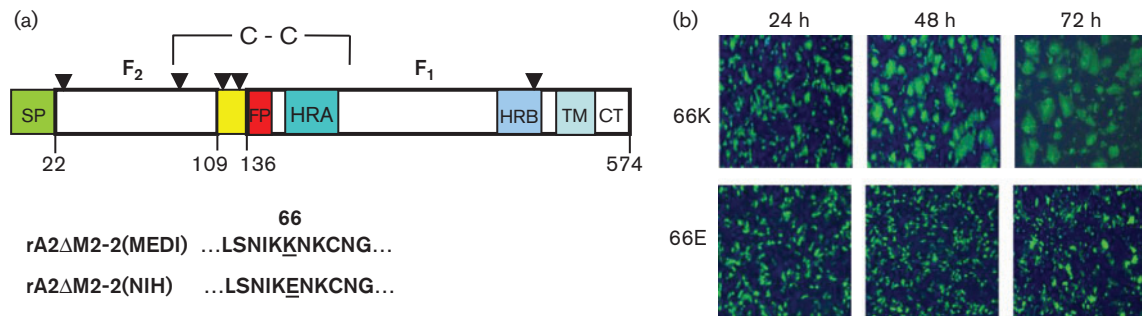 (a)
C - C
F2
F1
SP
FP
HRA
HRB
TM
CT
22
109
136
574
66
rA2ΔM2-2(MEDI) ...LSNIKKNKCNG...
rA2ΔM2-2(NIH) ...LSNIKENKCNG...
(b)
24 h
48 h
72 h
66K
66E